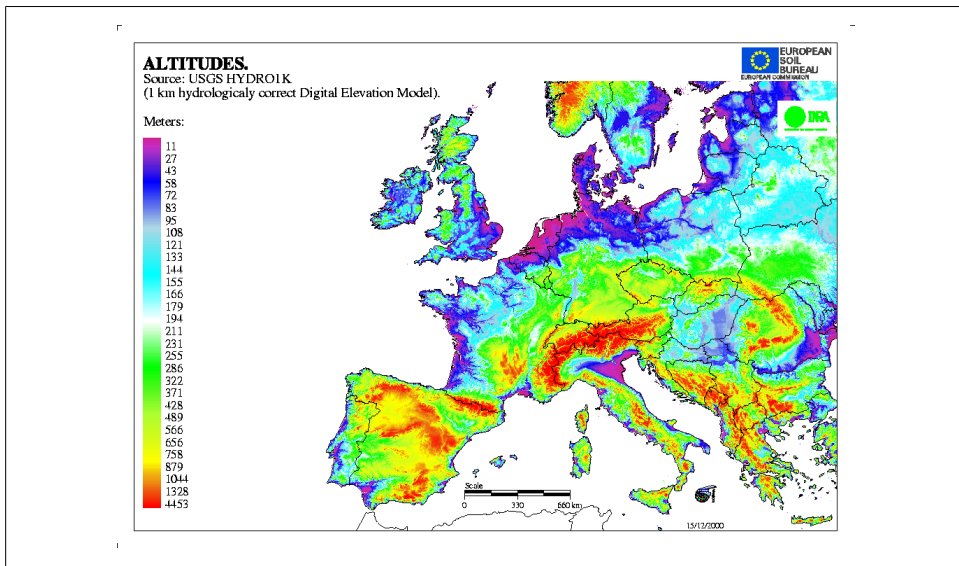 ALTITUDES.
Source: USGS HYDRO1K
(1 km hydrologicaly correct Digital Elevation Model).
Meters:
11
27
43
58
72
83
95
108
121
133
144
155
166
179
194
211
231
255
286
322
371
428
489
566
656
758
879
1044
1328
4453
EUROPEAN
SOIL
BUREAU
EUROPEAN COMMISSION
INRA
Scale
0 330 660 km
15/12/2000